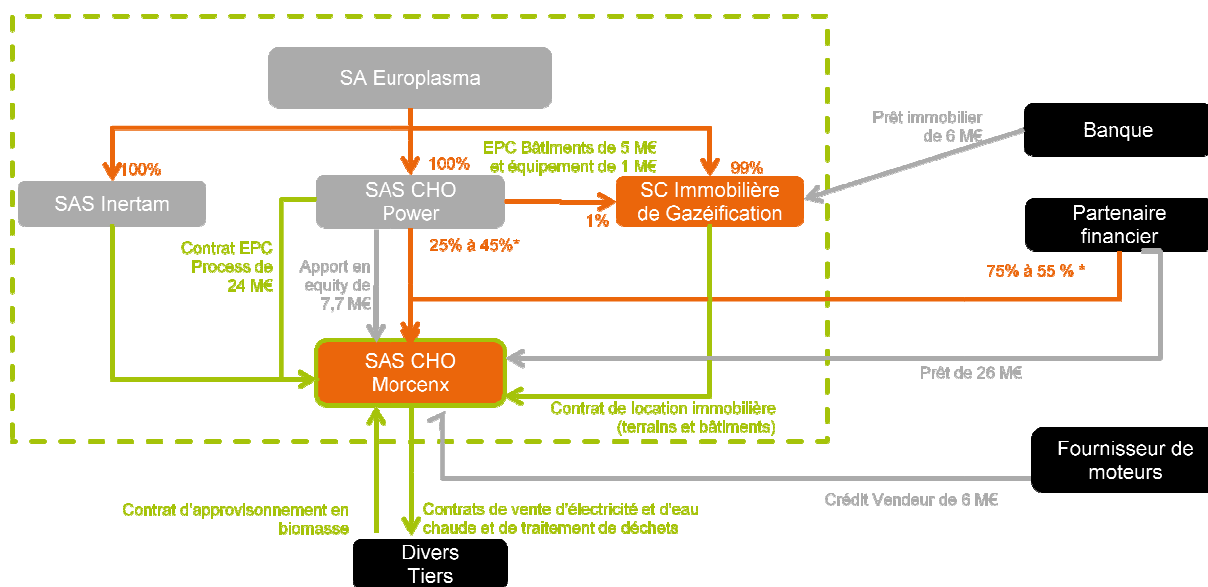 SA Europlasma
Prêt immobilier
de 6 M€
Banque
EPC Bâtiments de 5 M€
et équipement de 1 M€
100%
100%
99%
SAS Inertam
SAS CHO
Power
SC Immobilière
de Gazéification
1%
Partenaire
financier
25% à 45%*
75% à 55 % *
Contrat EPC
Process de
24 M€
Apport en
equity de
7,7 M€
SAS CHO
Morcenx
Prêt de 26 M€
Contrat de location immobilière
(terrains et bâtiments)
Fournisseur de
moteurs
Crédit Vendeur de 6 M€
Contrat d'approvisonnement en
biomasse
Contrats de vente d'électricité et d'eau
chaude et de traitement de déchets
Divers
Tiers